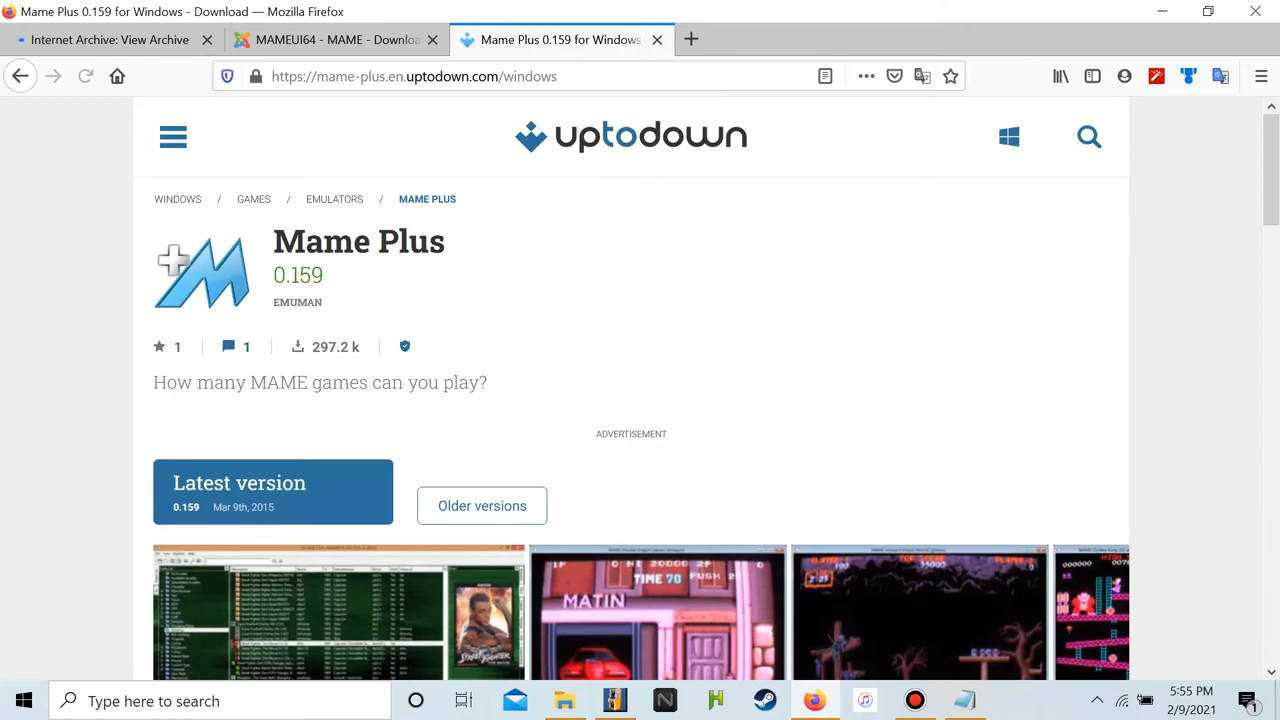 Mame Plus 0.159 for Windows - Download — Mozilla Firefox
Internet Archive: View Archive
MAMEUI64 - MAME - Downloa
Mame Plus 0.159 for Windows
https://mame-plus.en.uptodown.com/windows
uptodown
WINDOWS / GAMES / EMULATORS / MAME PLUS
Mame Plus
0.159
EMUMAN
1 1 297.2 k
How many MAME games can you play?
ADVERTISEMENT
Latest version
0.159 Mar 9th, 2015
Older versions
TIME 70
MARIAN
Type here to search
5:55 PM
2/9/2021
1